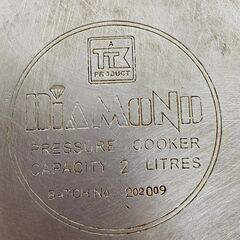 A
TTK
PRODUCT
DIAMOND
PRESSURE COOKER
CAPACITY 2 LITRES
BATCH No. 202009